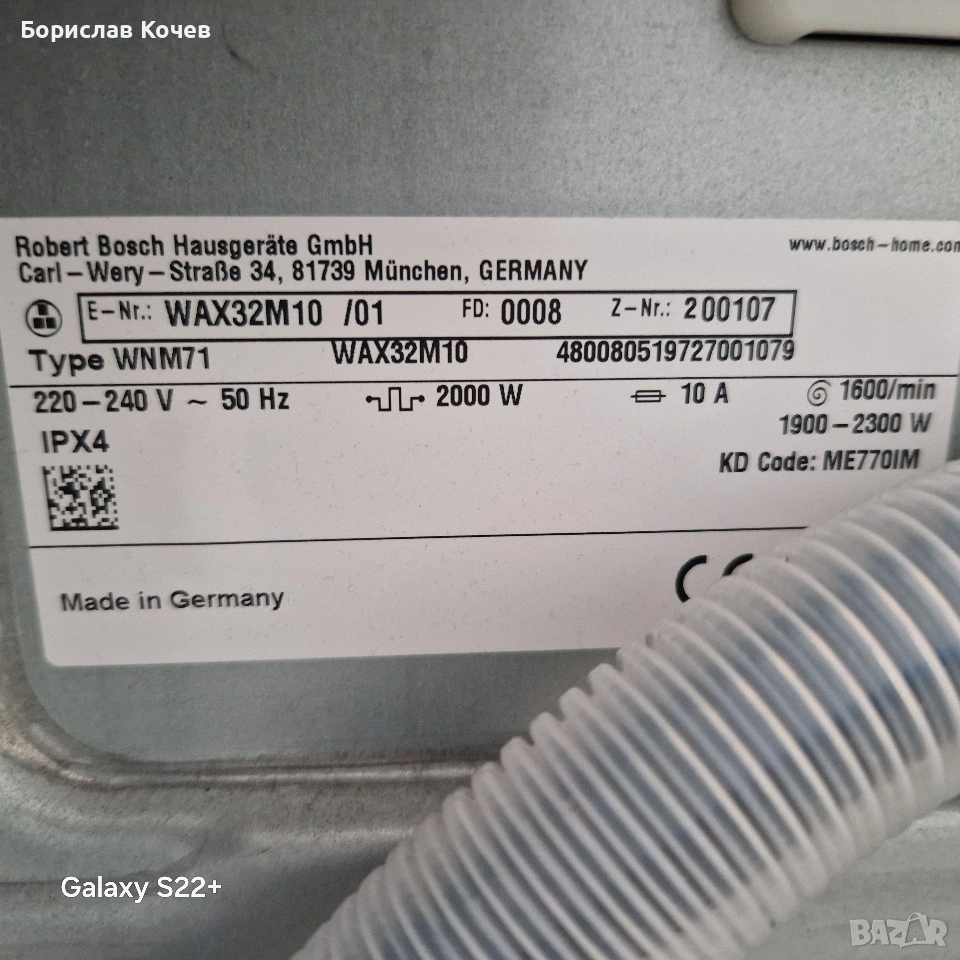 Борислав Кочев
Robert Bosch Hausgeräte GmbH
www.bosch-home.com
Carl-Wery-Straße 34, 81739 München, GERMANY
E-Nr.: WAX32M10 /01 FD: 0008 Z-Nr.: 200107
Type WNM71 WAX32M10 480080519727001079
220-240 V ~ 50 Hz 2000 W 10 A 1600/min
1900-2300 W
IPX4
KD Code: ME770IM
Made in Germany
CE
Galaxy S22+
BAZAR